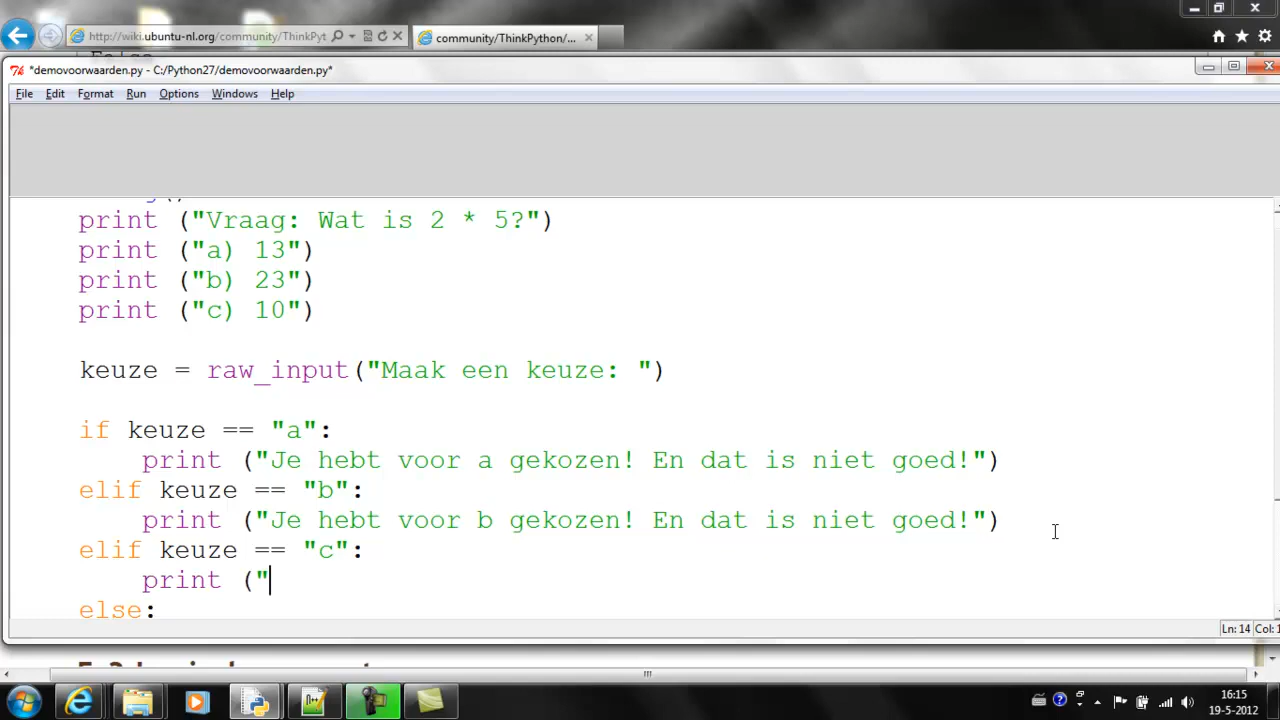 http://wiki.ubuntu-nl.org/community/ThinkPyt
community/ThinkPython/...
False
*demovoorwaarden.py - C:/Python27/demovoorwaarden.py*
File Edit Format Run Options Windows Help
print ("Vraag: Wat is 2 * 5?")
print ("a) 13")
print ("b) 23")
print ("c) 10")
keuze = raw_input("Maak een keuze: ")
if keuze == "a":
print ("Je hebt voor a gekozen! En dat is niet goed!")
elif keuze == "b":
print ("Je hebt voor b gekozen! En dat is niet goed!")
elif keuze == "c":
print ("
else:
Ln: 14 Col: 1
16:15
19-5-2012